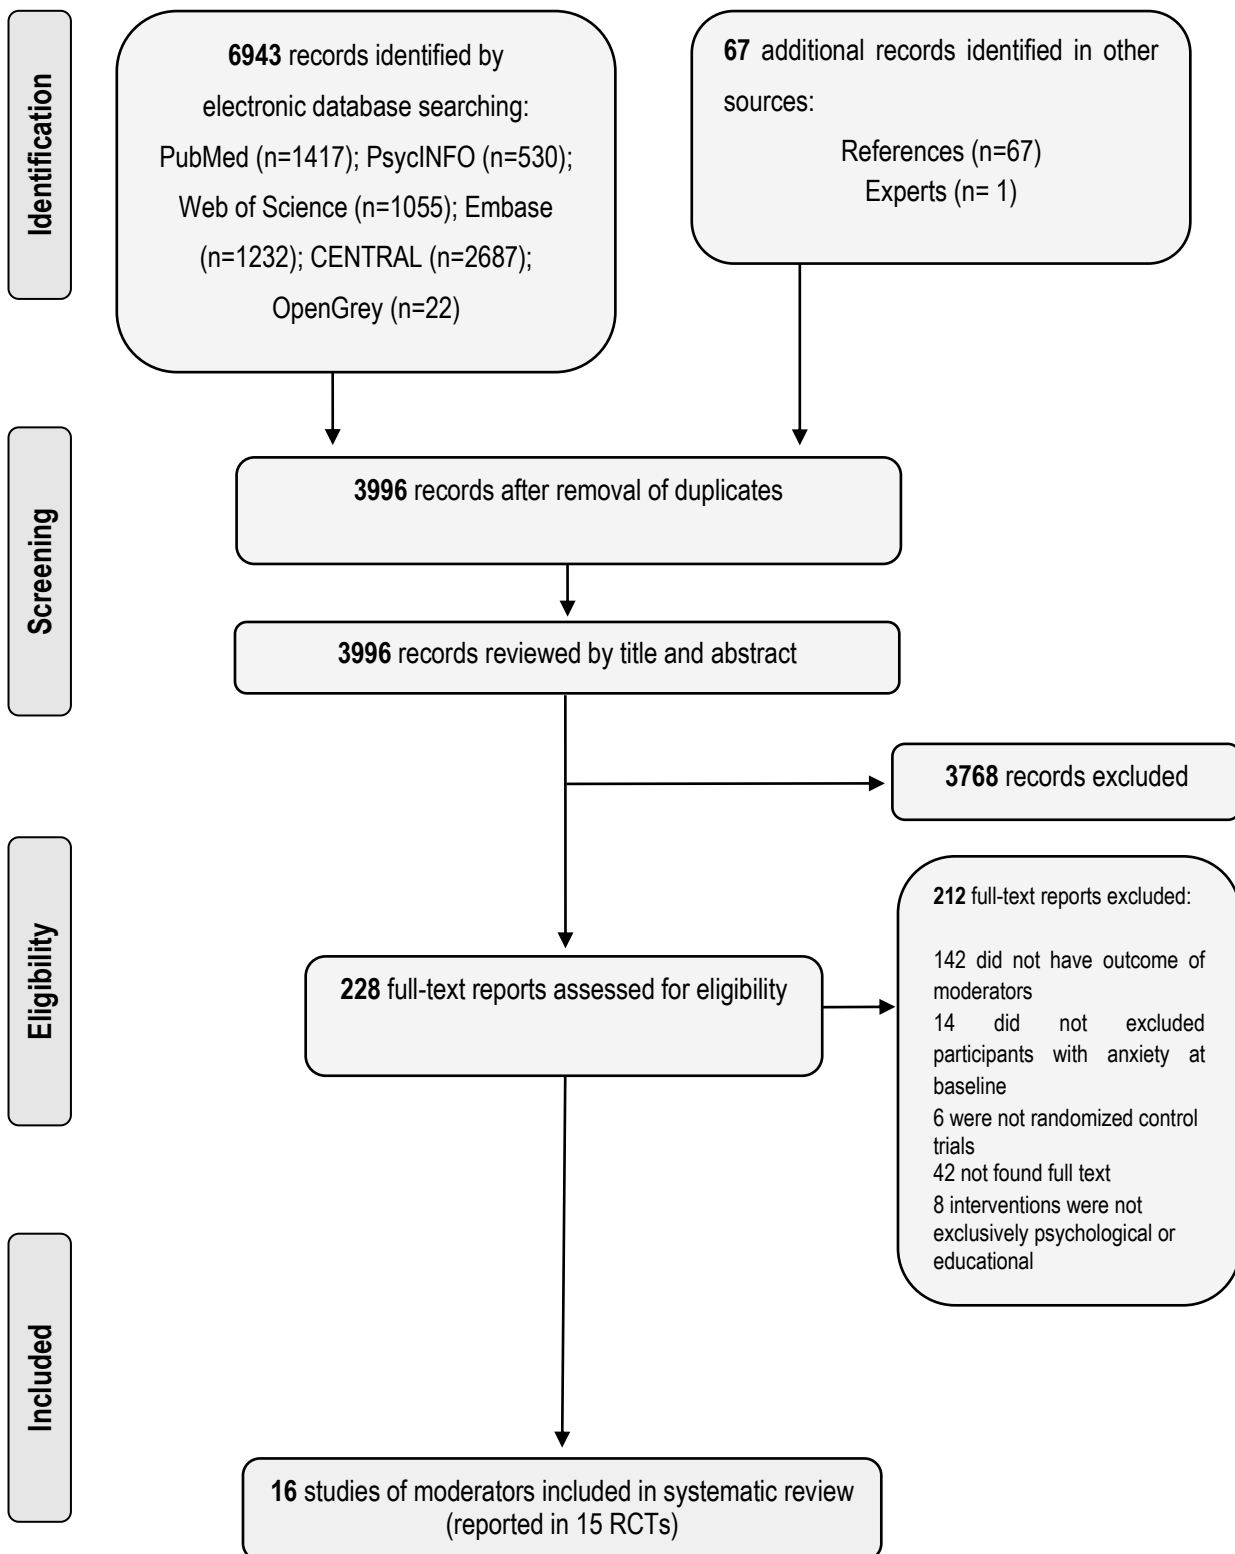 Identification
6943 records identified by
electronic database searching:
PubMed (n=1417); PsycINFO (n=530);
Web of Science (n=1055); Embase
(n=1232); CENTRAL (n=2687);
OpenGrey (n=22)
67 additional records identified in other
sources:
References (n=67)
Experts (n= 1)
Screening
3996 records after removal of duplicates
3996 records reviewed by title and abstract
3768 records excluded
Eligibility
228 full-text reports assessed for eligibility
212 full-text reports excluded:
142 did not have outcome of
moderators
14 did not excluded
participants with anxiety at
baseline
6 were not randomized control
trials
42 not found full text
8 interventions were not
exclusively psychological or
educational
Included
16 studies of moderators included in systematic review
(reported in 15 RCTs)